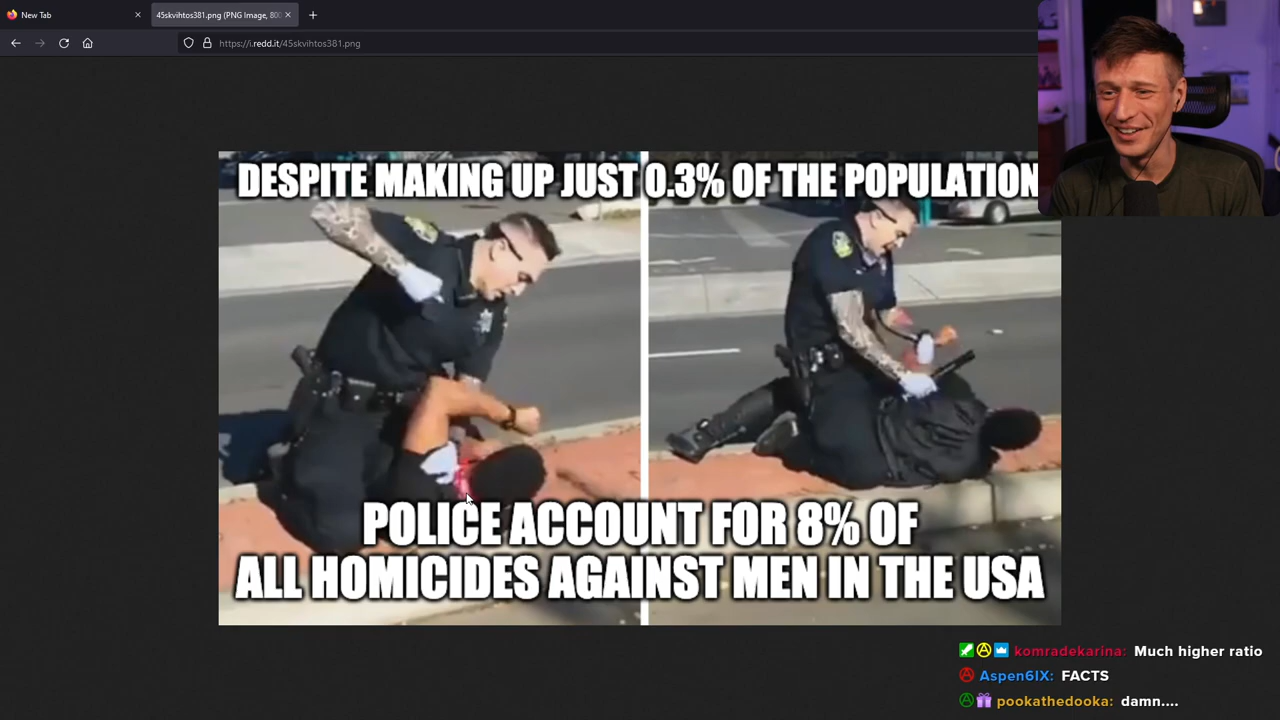 New Tab
45skvihtos381.png (PNG Image, 800
https://i.redd.it/45skvihtos381.png
DESPITE MAKING UP JUST 0.3% OF THE POPULATION
POLICE ACCOUNT FOR 8% OF
ALL HOMICIDES AGAINST MEN IN THE USA
komradekarina: Much higher ratio
Aspen6IX: FACTS
pookathedooka: damn....